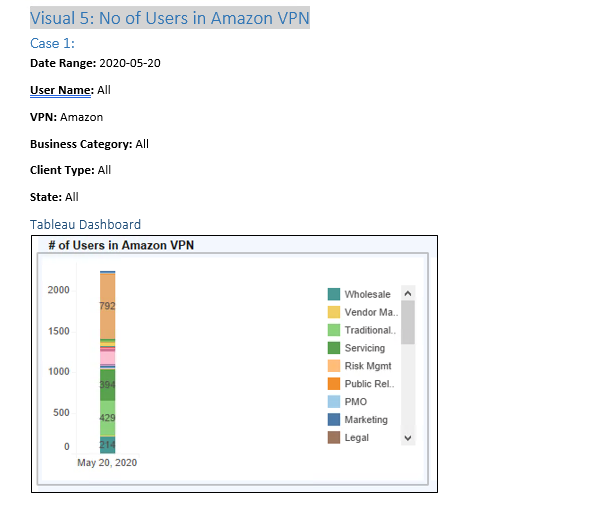 Visual 5: No of Users in Amazon VPN
Case 1:
Date Range: 2020-05-20
User Name: All
VPN: Amazon
Business Category: All
Client Type: All
State: All
Tableau Dashboard
# of Users in Amazon VPN
2000
1500
1000
500
0
792
394
429
214
May 20, 2020
Wholesale
Vendor Ma..
Traditional..
Servicing
Risk Mgmt
Public Rel..
PMO
Marketing
Legal